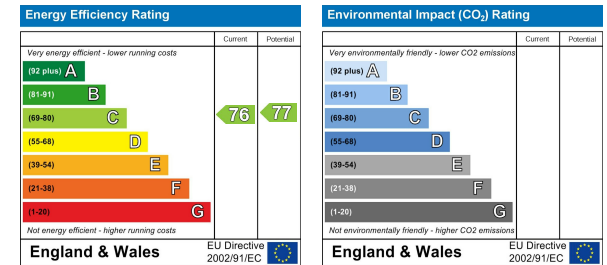 Energy Efficiency Rating
Current Potential
Very energy efficient - lower running costs
(92 plus) A
(81-91) B
(69-80) C 76 77
(55-68) D
(39-54) E
(21-38) F
(1-20) G
Not energy efficient - higher running costs
England & Wales
EU Directive
2002/91/EC
Environmental Impact (CO₂) Rating
Current Potential
Very environmentally friendly - lower CO2 emissions
(92 plus) A
(81-91) B
(69-80) C
(55-68) D
(39-54) E
(21-38) F
(1-20) G
Not environmentally friendly - higher CO2 emissions
England & Wales
EU Directive
2002/91/EC